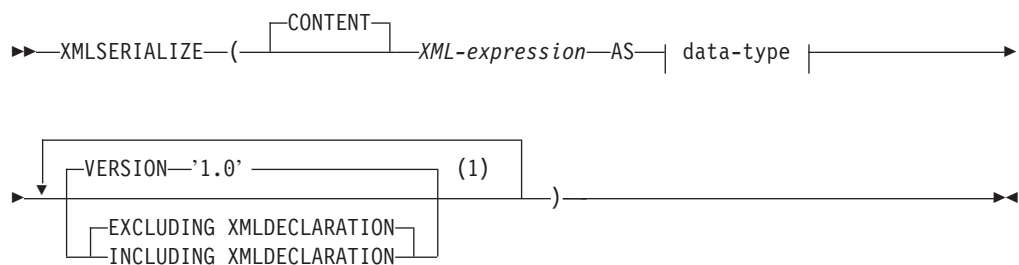 CONTENT
XMLSERIALIZE ( XML-expression AS data-type
VERSION ’1.0’ (1)
)
EXCLUDING XMLDECLARATION
INCLUDING XMLDECLARATION